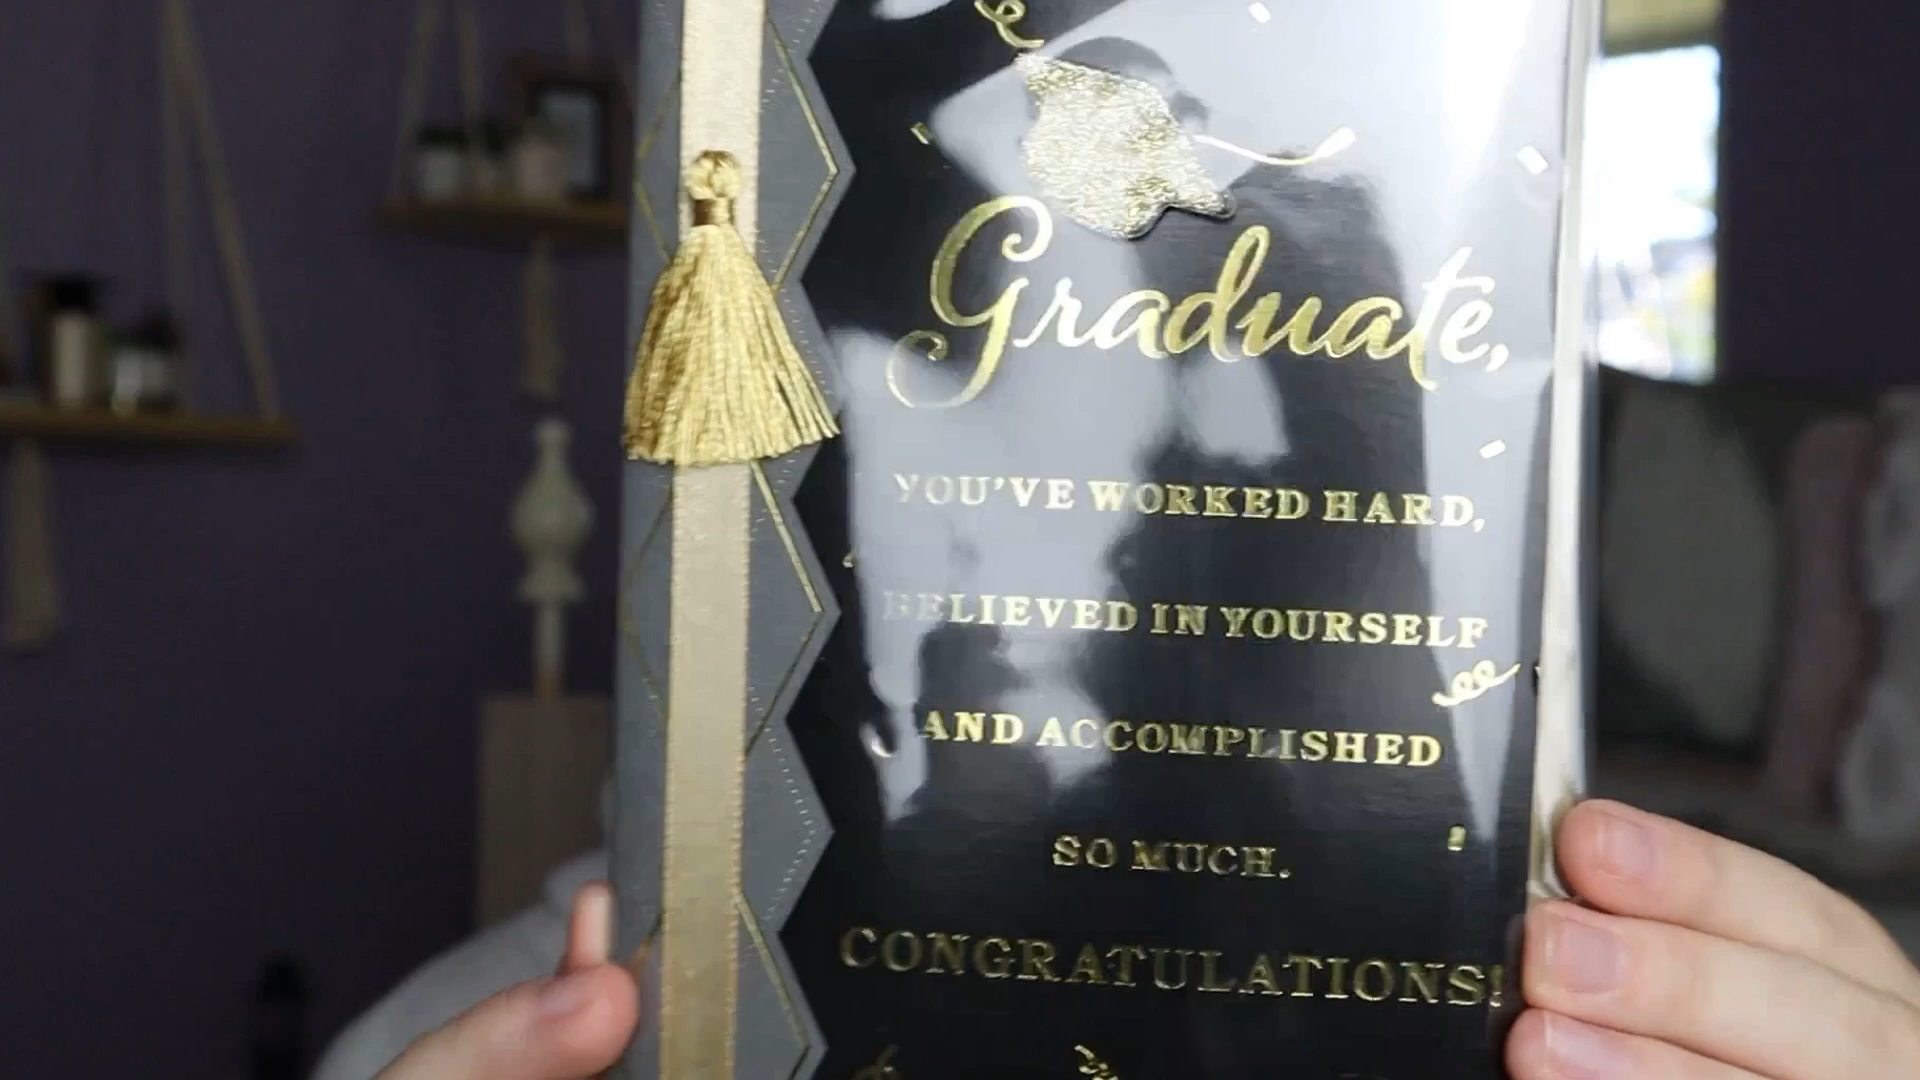 Graduate,
YOU'VE WORKED HARD,
BELIEVED IN YOURSELF
AND ACCOMPLISHED
SO MUCH.
CONGRATULATIONS!